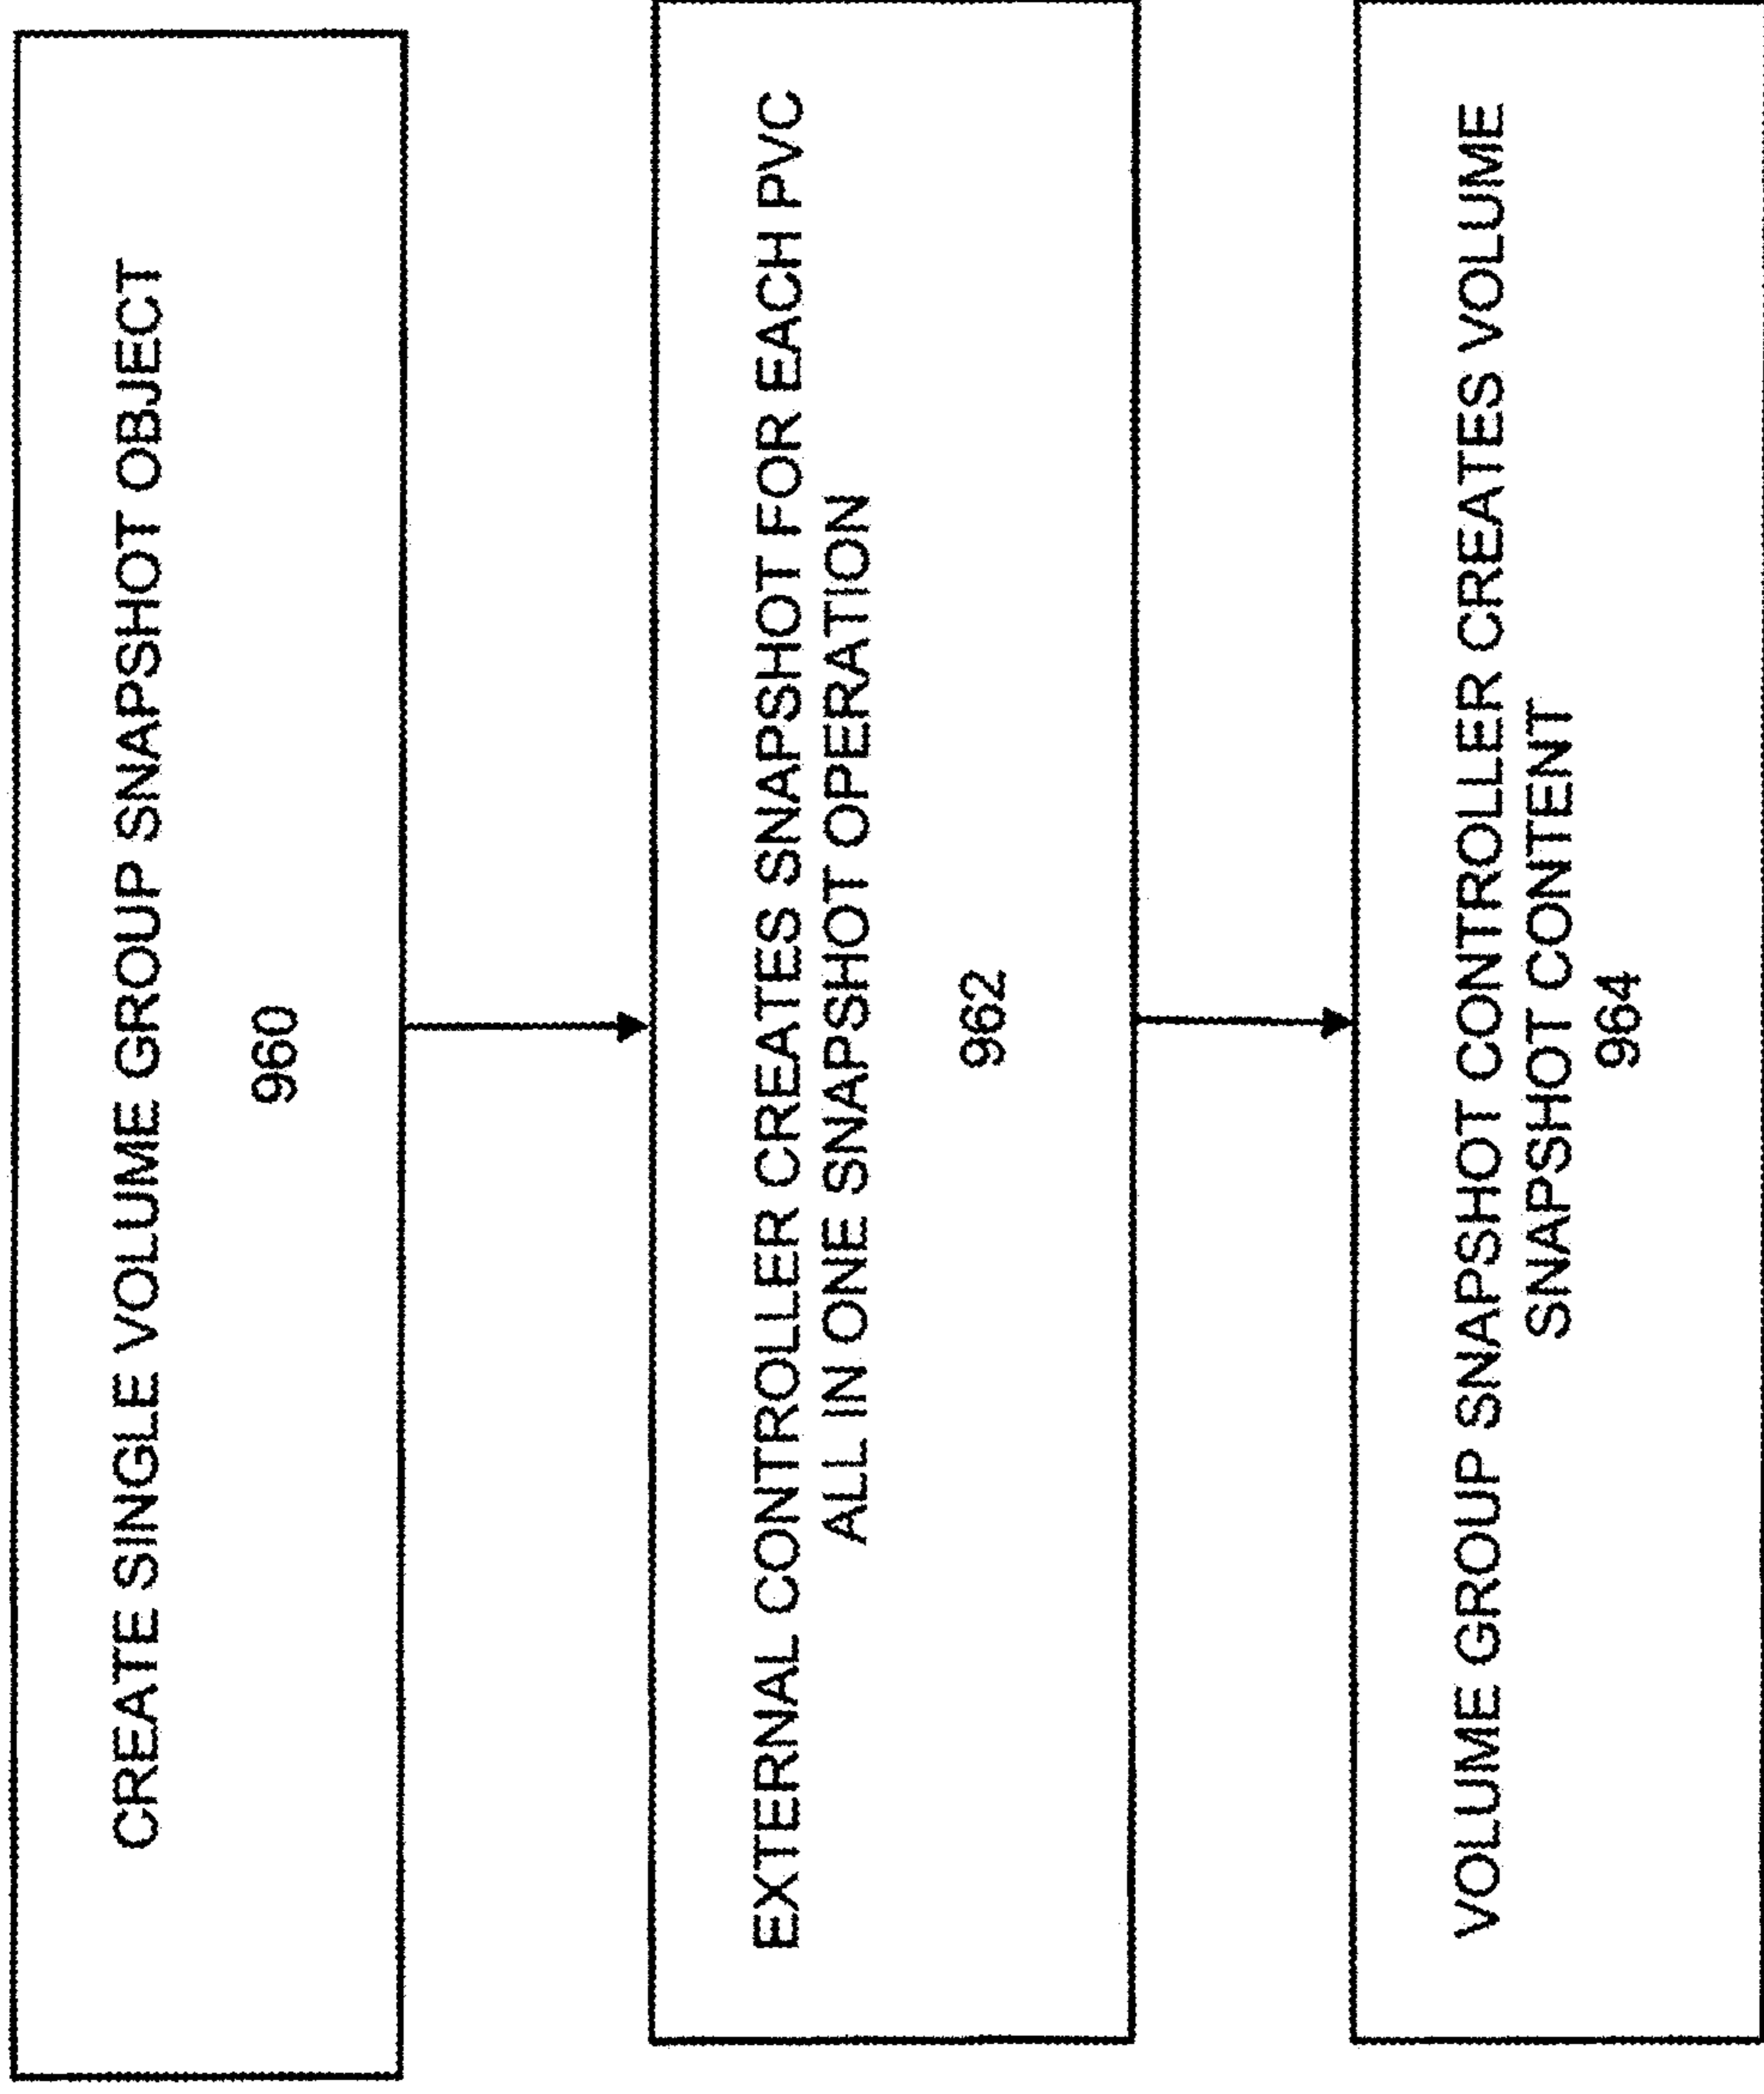 CREATE SINGLE VOLUME GROUP SNAPSHOT OBJECT
960
EXTERNAL CONTROLLER CREATES SNAPSHOT FOR EACH PVC
ALL IN ONE SNAPSHOT OPERATION
962
VOLUME GROUP SNAPSHOT CONTROLLER CREATES VOLUME
SNAPSHOT CONTENT
964